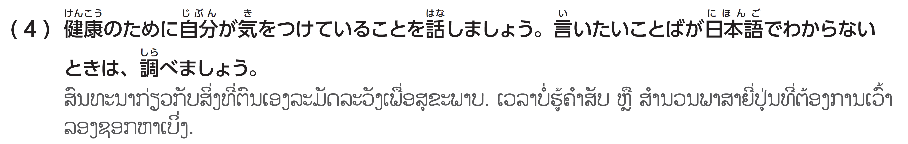 (4) 健康のために自分が気をつけていることを話しましょう。言いたいことばが日本語でわからない
ときは、調べましょう。
ສົນທະນາກ່ຽວກັບສິ່ງທີ່ຕົນເອງລະມັດລະວັງເພື່ອສຸຂະພາບ. ເວລາບໍ່ຮູ້ຄຳສັບ ຫຼື ສຳນວນພາສາຍີ່ປຸ່ນທີ່ຕ້ອງການເວົ້າ
ລອງຊອກຫາເບິ່ງ.